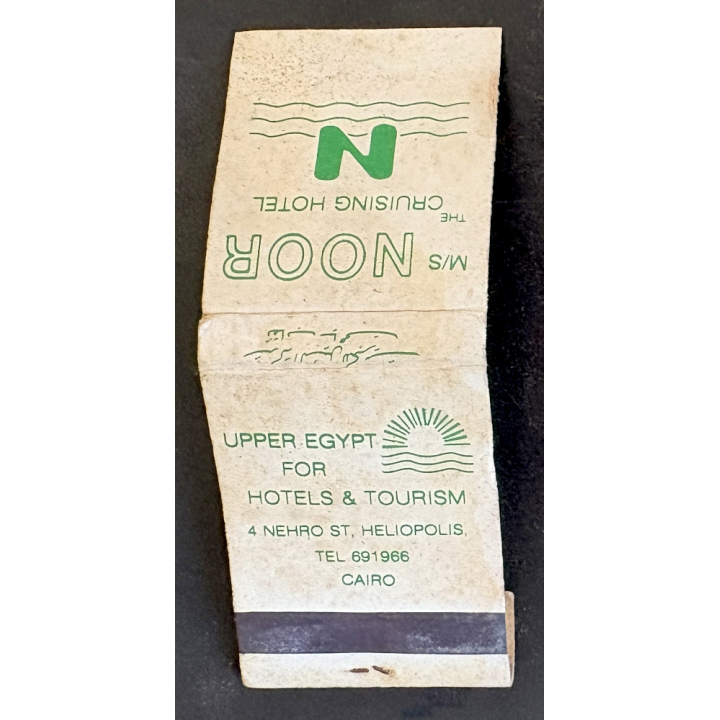 M/S NOOR
THE CRUISING HOTEL
N
UPPER EGYPT
FOR
HOTELS & TOURISM
4 NEHRO ST, HELIOPOLIS,
TEL 691966
CAIRO